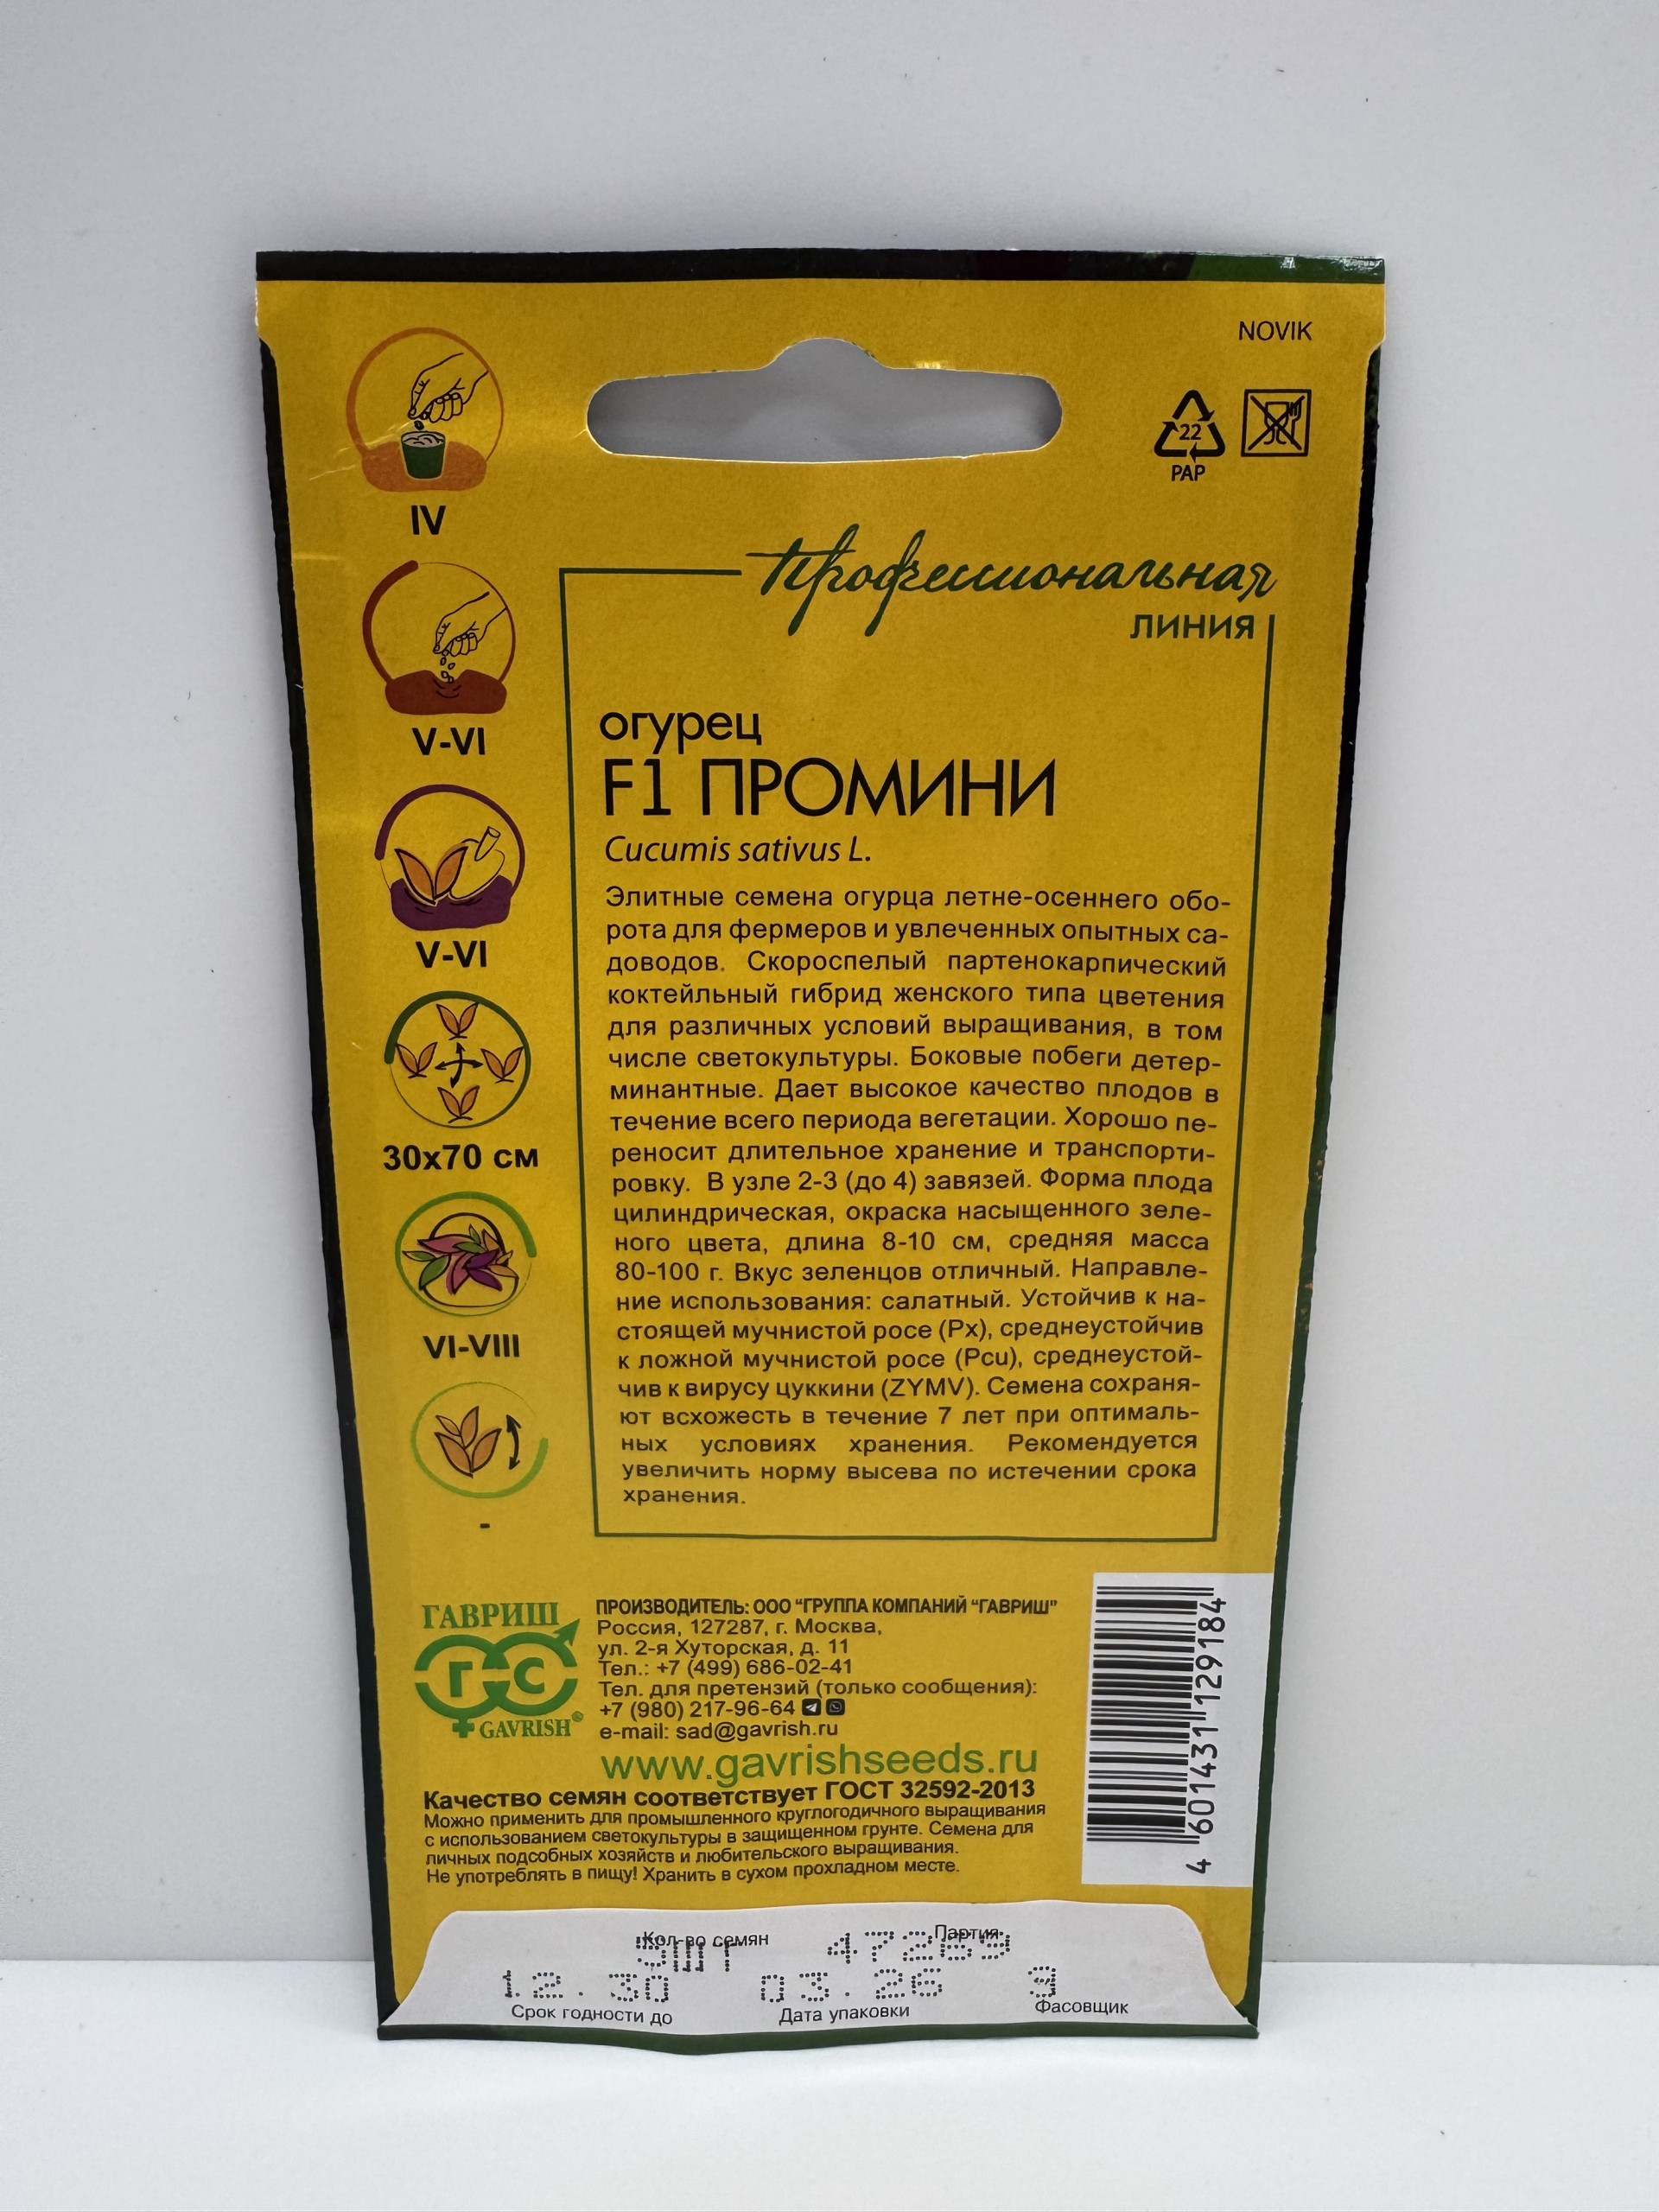 NOVIK
22
PAP
IV
V-VI
V-VI
30х70 см
VI-VIII
-
Профессиональная
ЛИНИЯ
огурец
F1 ПРОМИНИ
Cucumis sativus L.
Элитные семена огурца летне-осеннего обо-
рота для фермеров и увлеченных опытных са-
доводов. Скороспелый партенокарпический
коктейльный гибрид женского типа цветения
для различных условий выращивания, в том
числе светокультуры. Боковые побеги детер-
минантные. Дает высокое качество плодов в
течение всего периода вегетации. Хорошо пе-
реносит длительное хранение и транспорти-
ровку. В узле 2-3 (до 4) завязей. Форма плода
цилиндрическая, окраска насыщенного зеле-
ного цвета, длина 8-10 см, средняя масса
80-100 г. Вкус зеленцов отличный. Направле-
ние использования: салатный. Устойчив к на-
стоящей мучнистой росе (Px), среднеустойчив
к ложной мучнистой росе (Pcu), среднеустой-
чив к вирусу цуккини (ZYMV). Семена сохраня-
ют всхожесть в течение 7 лет при оптималь-
ных условиях хранения. Рекомендуется
увеличить норму высева по истечении срока
хранения.
ГАВРИШ
ГС
GAVRISH®
ПРОИЗВОДИТЕЛЬ: ООО "ГРУППА КОМПАНИЙ "ГАВРИШ"
Россия, 127287, г. Москва,
ул. 2-я Хуторская, д. 11
Тел.: +7 (499) 686-02-41
Тел. для претензий (только сообщения):
+7 (980) 217-96-64
e-mail: sad@gavrish.ru
www.gavrishseeds.ru
Качество семян соответствует ГОСТ 32592-2013
Можно применить для промышленного круглогодичного выращивания
с использованием светокультуры в защищенном грунте. Семена для
личных подсобных хозяйств и любительского выращивания.
Не употреблять в пищу! Хранить в сухом прохладном месте.
4 601431 129184
Кол-во семян Партия
5шт 47269
12.30 03.26 3
Срок годности до Дата упаковки Фасовщик